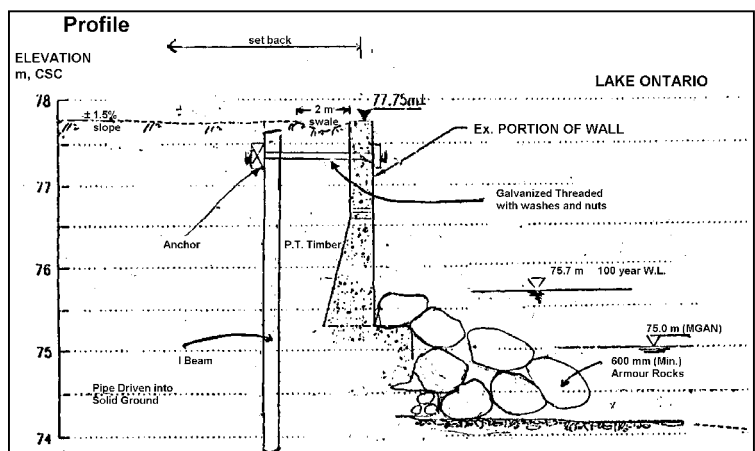 Profile
set back
ELEVATION
m, CSC
LAKE ONTARIO
78
± 1.5%
slope
2 m
swale
77.75m±
Ex. PORTION OF WALL
77
Galvanized Threaded
with washes and nuts
Anchor
P.T. Timber
76
75.7 m 100 year W.L.
75.0 m (MGAN)
75
I Beam
600 mm (Min.)
Armour Rocks
Pipe Driven into
Solid Ground
74